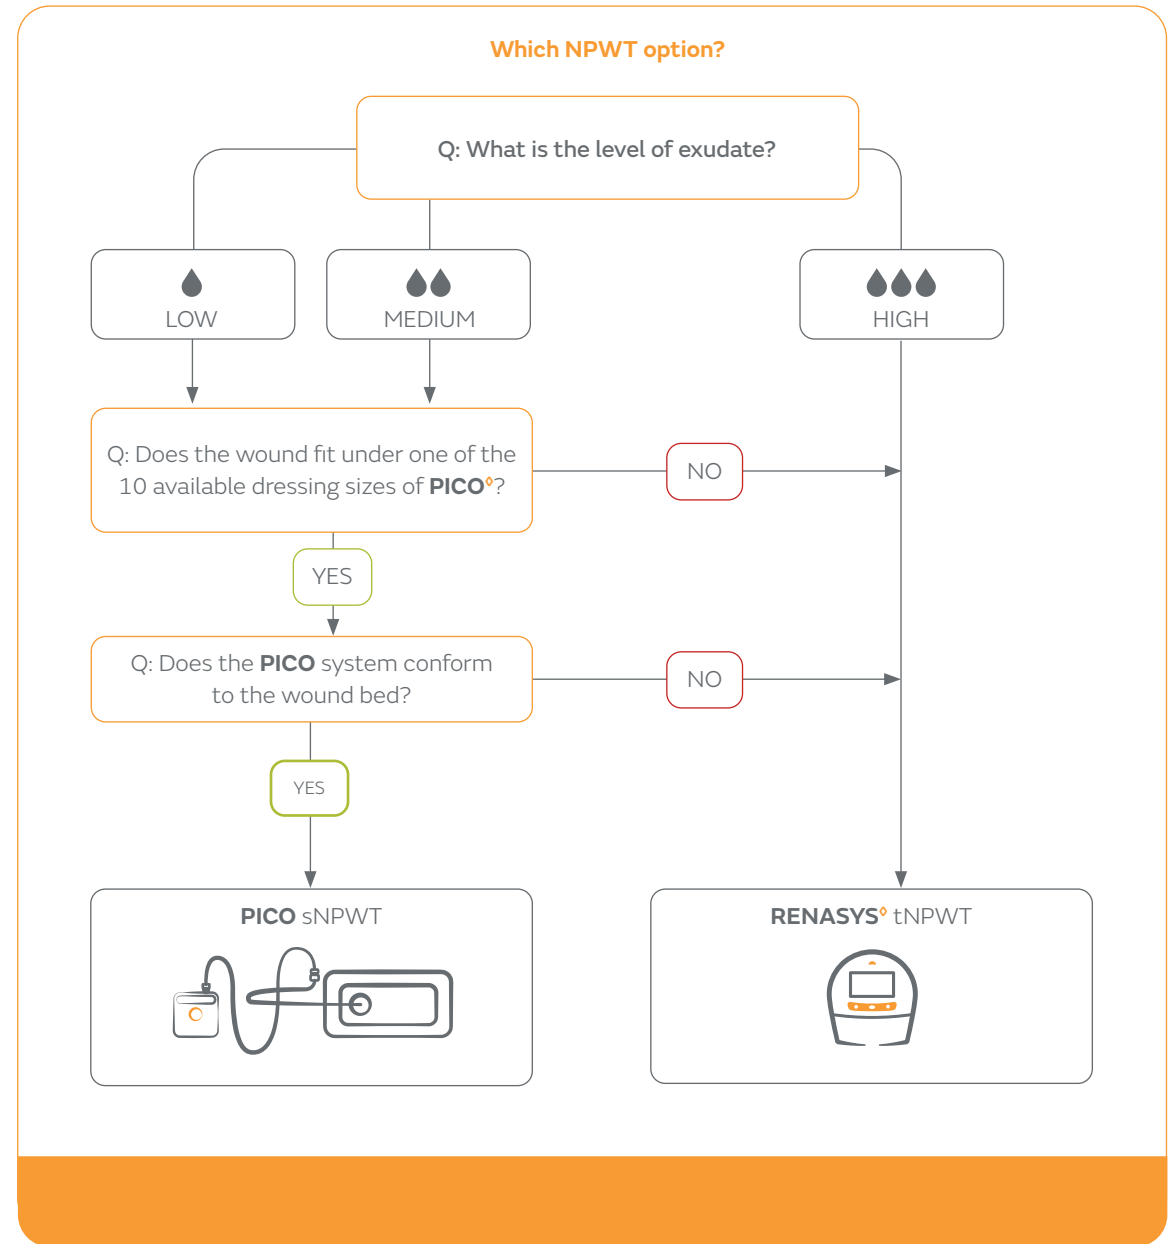 Which NPWT option?
Q: What is the level of exudate?
LOW
MEDIUM
HIGH
Q: Does the wound fit under one of the
10 available dressing sizes of PICO◊?
NO
YES
Q: Does the PICO system conform
to the wound bed?
NO
YES
PICO sNPWT
RENASYS◊ tNPWT